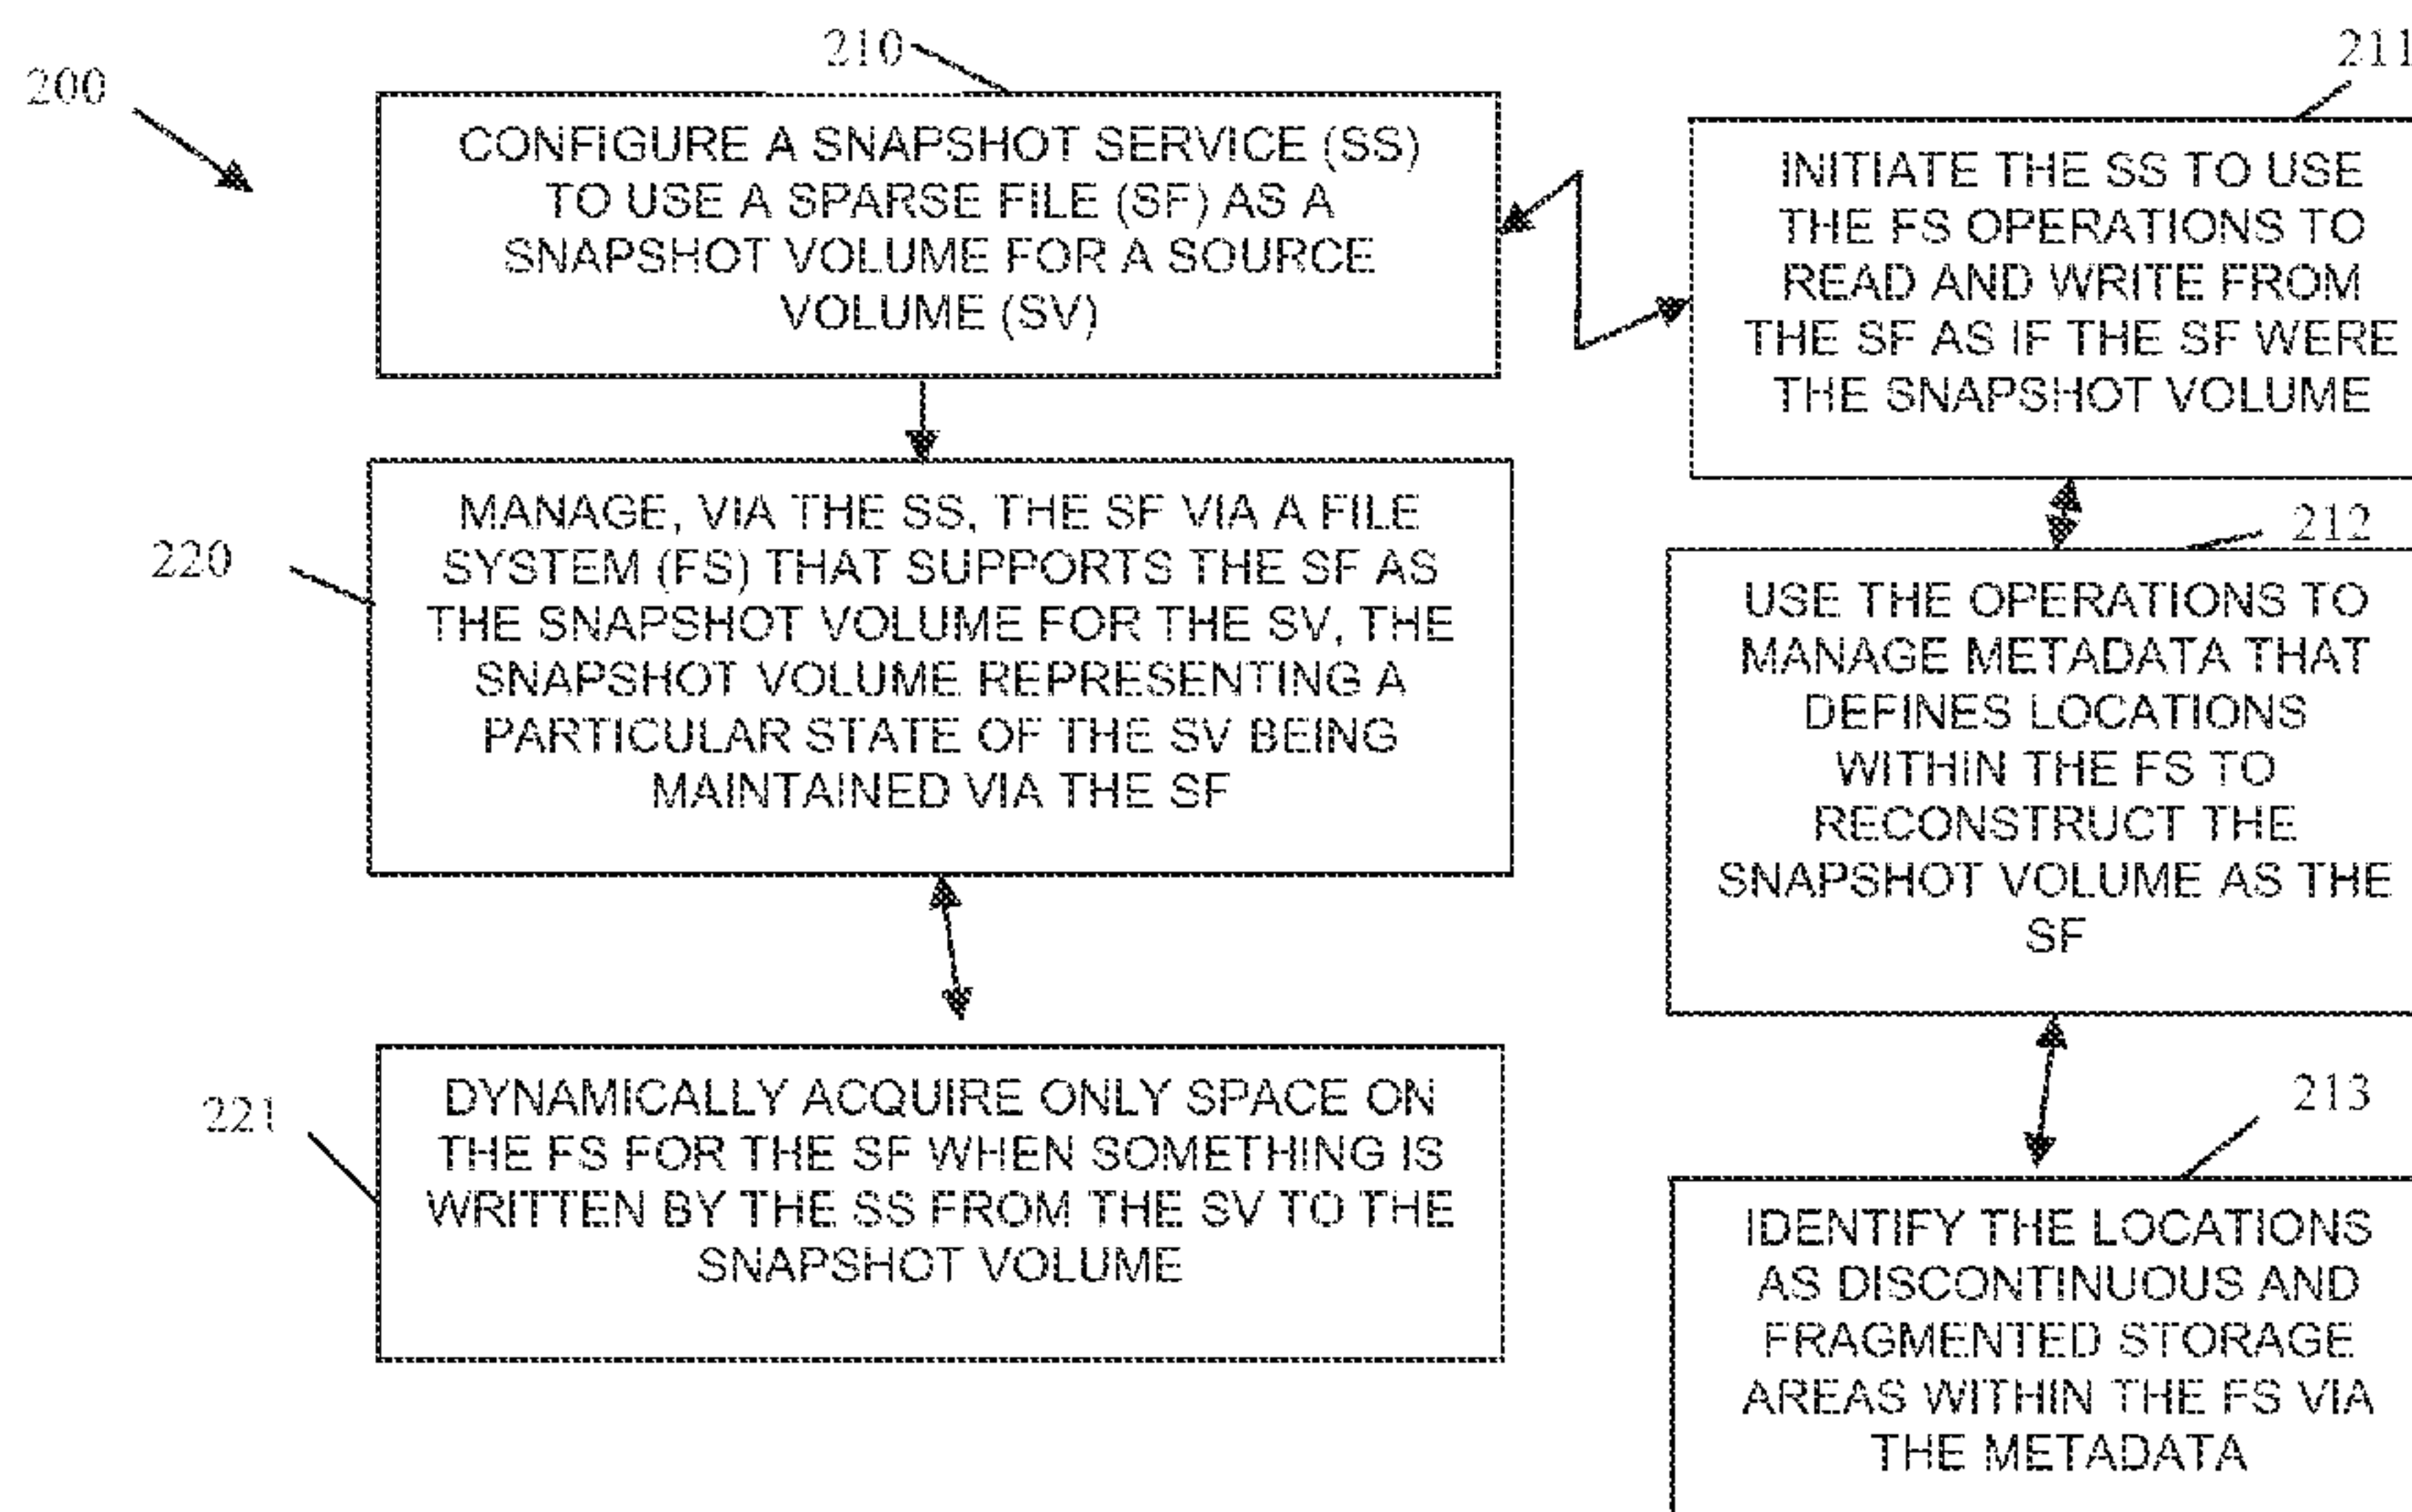 200
210
CONFIGURE A SNAPSHOT SERVICE (SS)
TO USE A SPARSE FILE (SF) AS A
SNAPSHOT VOLUME FOR A SOURCE
VOLUME (SV)
220
MANAGE, VIA THE SS, THE SF VIA A FILE
SYSTEM (FS) THAT SUPPORTS THE SF AS
THE SNAPSHOT VOLUME FOR THE SV, THE
SNAPSHOT VOLUME REPRESENTING A
PARTICULAR STATE OF THE SV BEING
MAINTAINED VIA THE SF
221
DYNAMICALLY ACQUIRE ONLY SPACE ON
THE FS FOR THE SF WHEN SOMETHING IS
WRITTEN BY THE SS FROM THE SV TO THE
SNAPSHOT VOLUME
211
INITIATE THE SS TO USE
THE FS OPERATIONS TO
READ AND WRITE FROM
THE SF AS IF THE SF WERE
THE SNAPSHOT VOLUME
212
USE THE OPERATIONS TO
MANAGE METADATA THAT
DEFINES LOCATIONS
WITHIN THE FS TO
RECONSTRUCT THE
SNAPSHOT VOLUME AS THE
SF
213
IDENTIFY THE LOCATIONS
AS DISCONTINUOUS AND
FRAGMENTED STORAGE
AREAS WITHIN THE FS VIA
THE METADATA